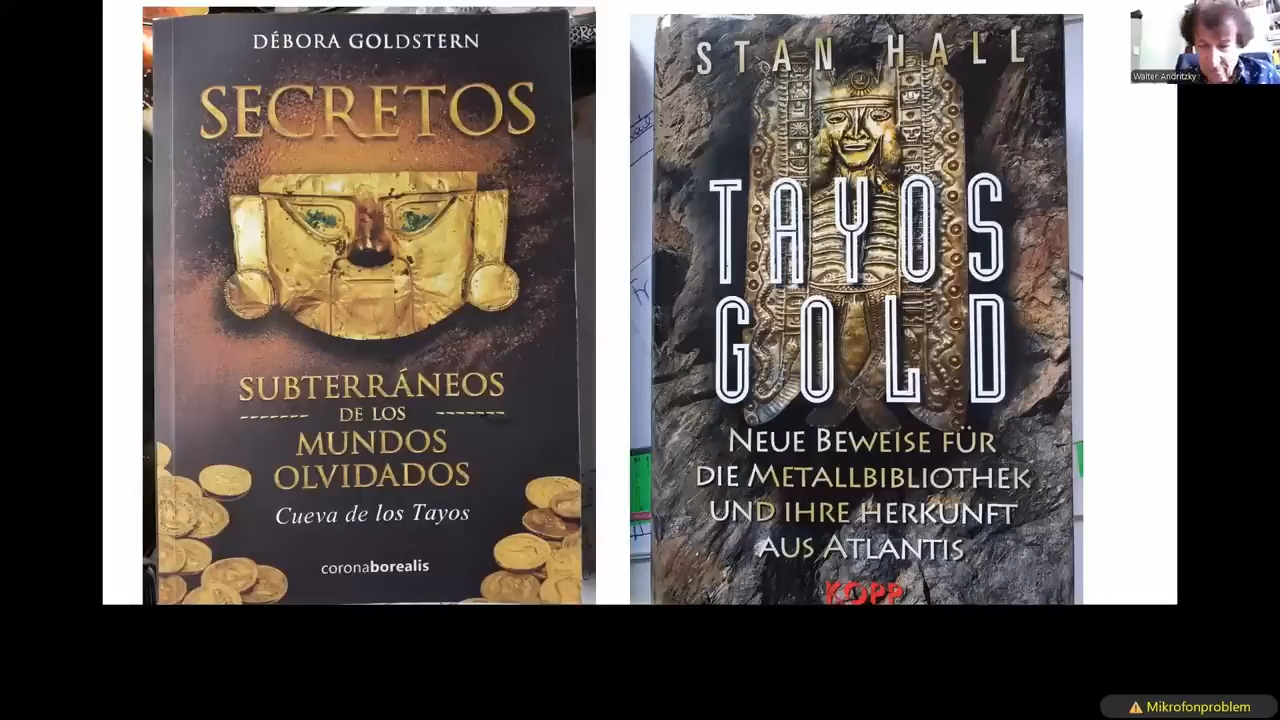 DÉBORA GOLDSTERN
SECRETOS
SUBTERRÁNEOS
DE LOS
MUNDOS
OLVIDADOS
Cueva de los Tayos
coronaborealis
STAN HALL
TAYOS
GOLD
NEUE BEWEISE FÜR
DIE METALLBIBLIOTHEK
UND IHRE HERKUNFT
AUS ATLANTIS
KOPP
Walter Andritzky
Mikrofonproblem